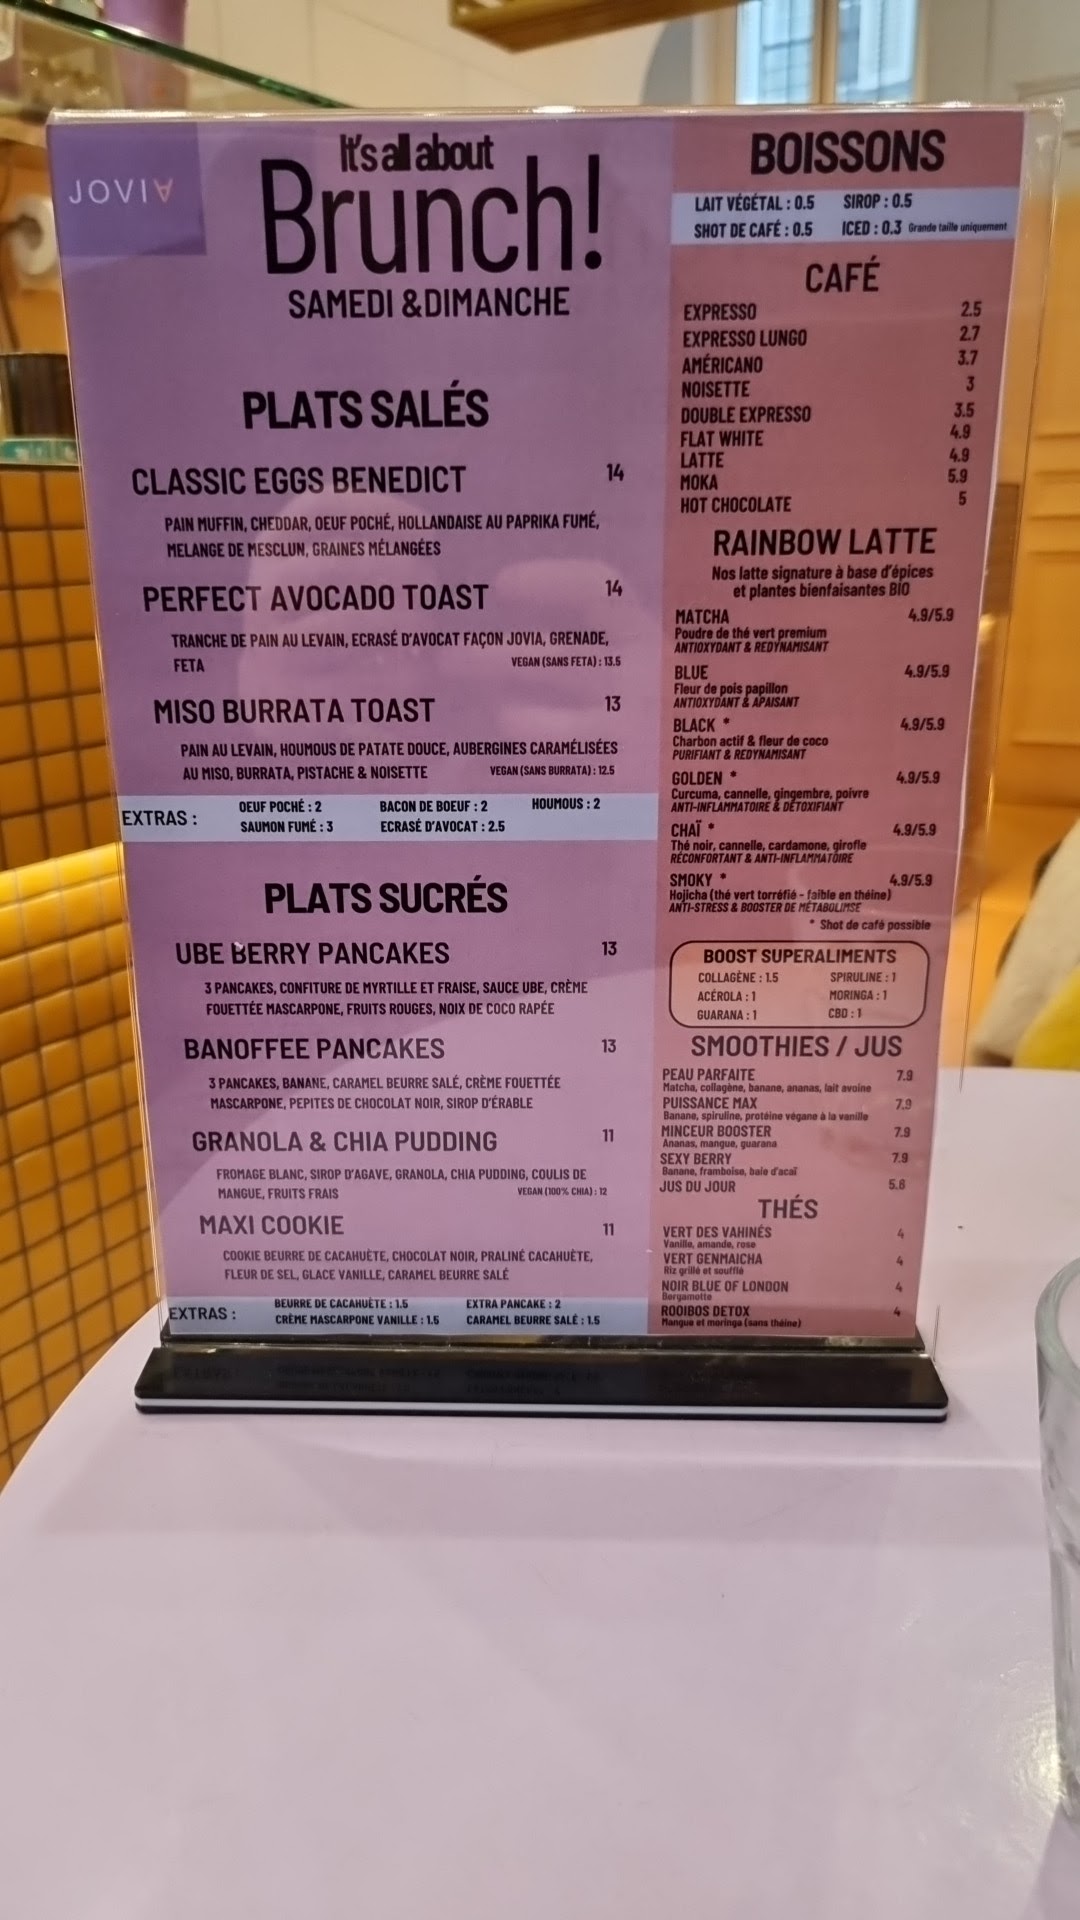 JOVIA
It's all about
Brunch!
SAMEDI & DIMANCHE
PLATS SALÉS
CLASSIC EGGS BENEDICT 14
PAIN MUFFIN, CHEDDAR, OEUF POCHÉ, HOLLANDAISE AU PAPRIKA FUMÉ,
MELANGE DE MESCLUN, GRAINES MÉLANGÉES
PERFECT AVOCADO TOAST 14
TRANCHE DE PAIN AU LEVAIN, ECRASÉ D'AVOCAT FAÇON JOVIA, GRENADE,
FETA VEGAN (SANS FETA) : 13.5
MISO BURRATA TOAST 13
PAIN AU LEVAIN, HOUMOUS DE PATATE DOUCE, AUBERGINES CARAMÉLISÉES
AU MISO, BURRATA, PISTACHE & NOISETTE VEGAN (SANS BURRATA) : 12.5
EXTRAS :
OEUF POCHÉ : 2 BACON DE BOEUF : 2 HOUMOUS : 2
SAUMON FUMÉ : 3 ECRASÉ D'AVOCAT : 2.5
PLATS SUCRÉS
UBE BERRY PANCAKES 13
3 PANCAKES, CONFITURE DE MYRTILLE ET FRAISE, SAUCE UBE, CRÈME
FOUETTÉE MASCARPONE, FRUITS ROUGES, NOIX DE COCO RAPÉE
BANOFFEE PANCAKES 13
3 PANCAKES, BANANE, CARAMEL BEURRE SALÉ, CRÈME FOUETTÉE
MASCARPONE, PEPITES DE CHOCOLAT NOIR, SIROP D'ÉRABLE
GRANOLA & CHIA PUDDING 11
FROMAGE BLANC, SIROP D'AGAVE, GRANOLA, CHIA PUDDING, COULIS DE
MANGUE, FRUITS FRAIS VEGAN (100% CHIA) : 12
MAXI COOKIE 11
COOKIE BEURRE DE CACAHUÈTE, CHOCOLAT NOIR, PRALINÉ CACAHUÈTE,
FLEUR DE SEL, GLACE VANILLE, CARAMEL BEURRE SALÉ
EXTRAS :
BEURRE DE CACAHUÈTE : 1.5 EXTRA PANCAKE : 2
CRÈME MASCARPONE VANILLE : 1.5 CARAMEL BEURRE SALÉ : 1.5
BOISSONS
LAIT VÉGÉTAL : 0.5 SIROP : 0.5
SHOT DE CAFÉ : 0.5 ICED : 0.3 Grande taille uniquement
CAFÉ
EXPRESSO 2.5
EXPRESSO LUNGO 2.7
AMÉRICANO 3.7
NOISETTE 3
DOUBLE EXPRESSO 3.5
FLAT WHITE 4.9
LATTE 4.9
MOKA 5.9
HOT CHOCOLATE 5
RAINBOW LATTE
Nos latte signature à base d'épices
et plantes bienfaisantes BIO
MATCHA 4.9/5.9
Poudre de thé vert premium
ANTIOXYDANT & REDYNAMISANT
BLUE 4.9/5.9
Fleur de pois papillon
ANTIOXYDANT & APAISANT
BLACK * 4.9/5.9
Charbon actif & fleur de coco
PURIFIANT & REDYNAMISANT
GOLDEN * 4.9/5.9
Curcuma, cannelle, gingembre, poivre
ANTI-INFLAMMATOIRE & DÉTOXIFIANT
CHAÏ * 4.9/5.9
Thé noir, cannelle, cardamone, girofle
RÉCONFORTANT & ANTI-INFLAMMATOIRE
SMOKY * 4.9/5.9
Hojicha (thé vert torréfié - faible en théine)
ANTI-STRESS & BOOSTER DE MÉTABOLIMSE
* Shot de café possible
BOOST SUPERALIMENTS
COLLAGÈNE : 1.5 SPIRULINE : 1
ACÉROLA : 1 MORINGA : 1
GUARANA : 1 CBD : 1
SMOOTHIES / JUS
PEAU PARFAITE 7.9
Matcha, collagène, banane, ananas, lait avoine
PUISSANCE MAX 7.9
Banane, spiruline, protéine végane à la vanille
MINCEUR BOOSTER 7.9
Ananas, mangue, guarana
SEXY BERRY 7.9
Banane, framboise, baie d'acaï
JUS DU JOUR 5.6
THÉS
VERT DES VAHINÉS 4
Vanille, amande, rose
VERT GENMAICHA 4
Riz grillé et soufflé
NOIR BLUE OF LONDON 4
Bergamotte
ROOIBOS DETOX 4
Mangue et moringa (sans théine)